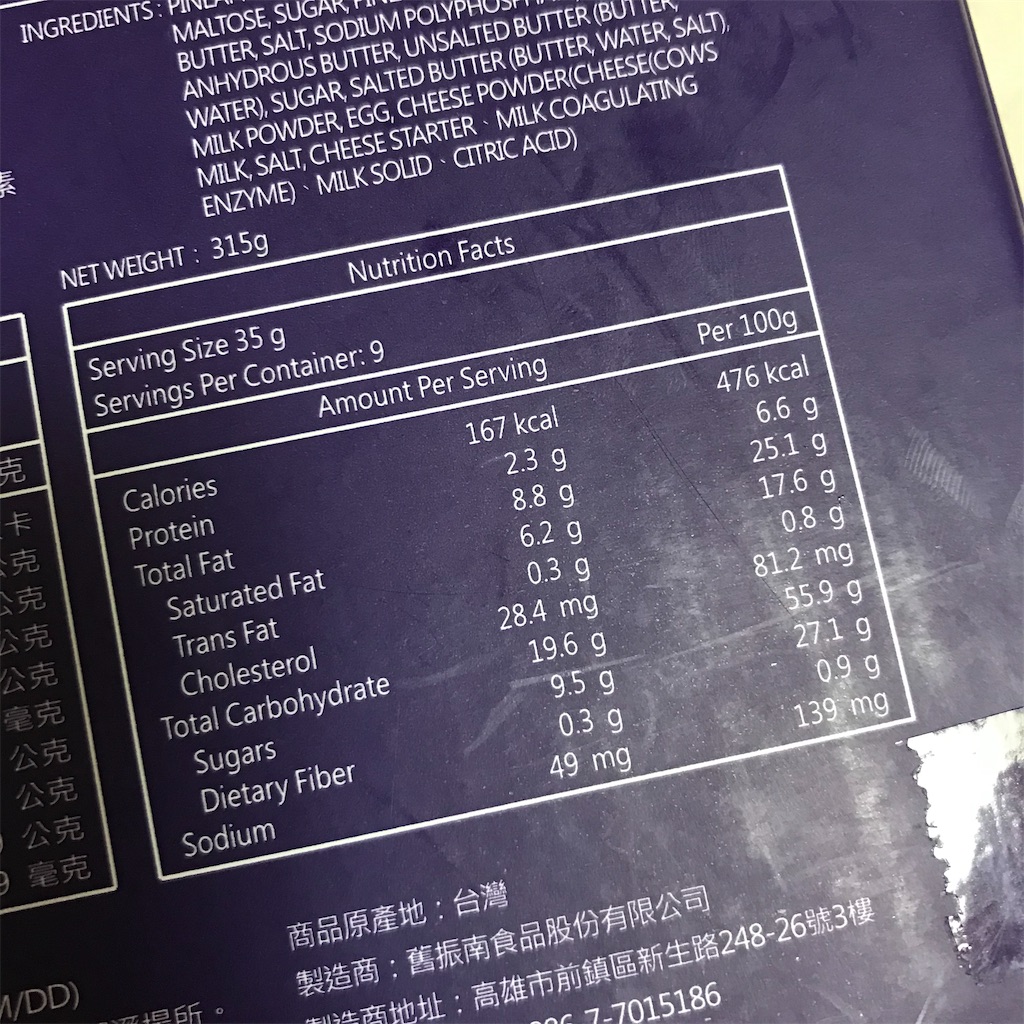 INGREDIENTS :
MALTOSE, SUGAR,
BUTTER, SALT, SODIUM
ANHYDROUS BUTTER, UNSALTED BUTTER (BUTTER,
WATER), SUGAR, SALTED BUTTER (BUTTER, WATER, SALT),
MILK POWDER, EGG, CHEESE POWDER(CHEESE(COWS
MILK, SALT, CHEESE STARTER、MILK COAGULATING
ENZYME)、MILK SOLID、CITRIC ACID)
素
NET WEIGHT : 315g
Nutrition Facts
Serving Size 35 g
Servings Per Container: 9
Amount Per Serving Per 100g
Calories 167 kcal 476 kcal
Protein 2.3 g 6.6 g
Total Fat 8.8 g 25.1 g
Saturated Fat 6.2 g 17.6 g
Trans Fat 0.3 g 0.8 g
Cholesterol 28.4 mg 81.2 mg
Total Carbohydrate 19.6 g 55.9 g
Sugars 9.5 g 27.1 g
Dietary Fiber 0.3 g 0.9 g
Sodium 49 mg 139 mg
克
卡
公克
公克
公克
公克
毫克
公克
公克
公克
9 毫克
商品原產地：台灣
製造商：舊振南食品股份有限公司
製造商地址：高雄市前鎮區新生路248-26號3樓
7-7015186
M/DD)
場所。